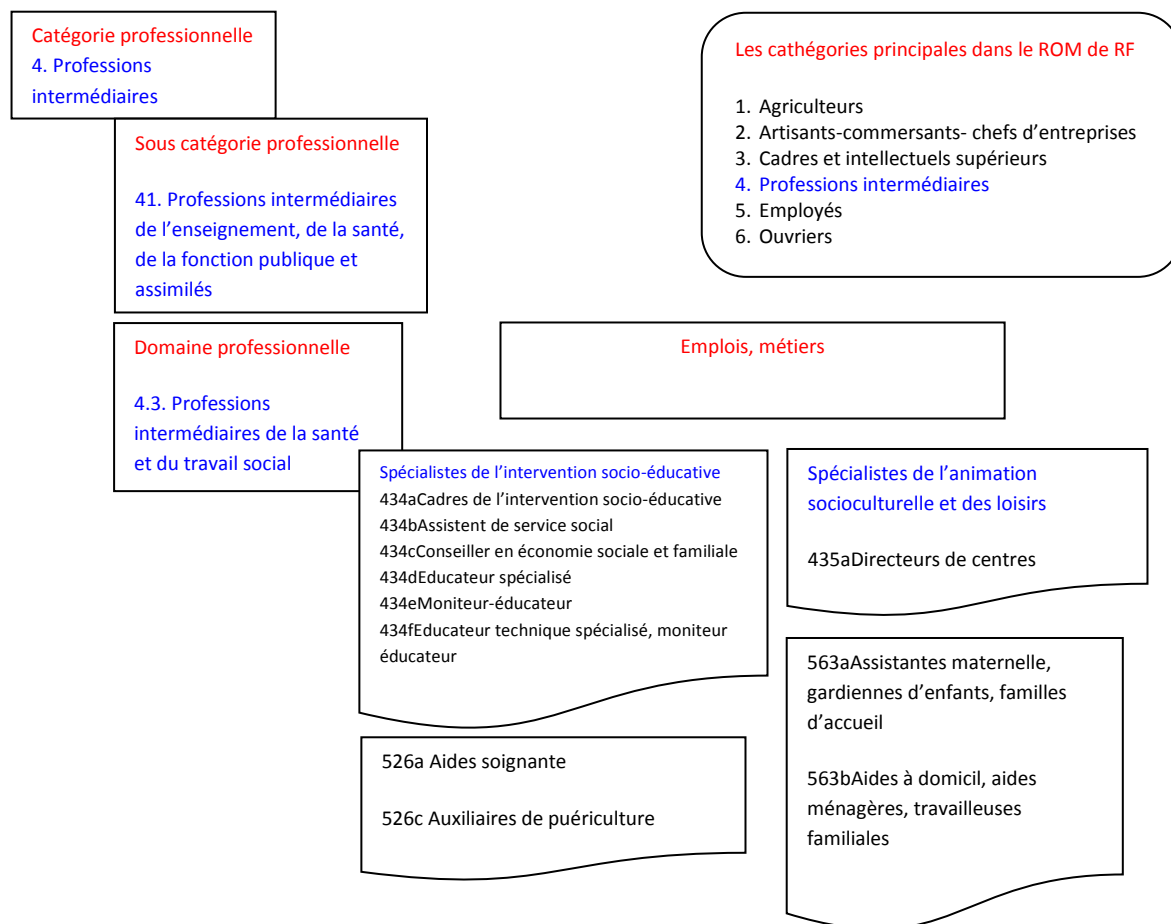 Catégorie professionnelle
4. Professions
intermédiaires
Les cathégories principales dans le ROM de RF
1. Agriculteurs
2. Artisants-commersants- chefs d’entreprises
3. Cadres et intellectuels supérieurs
4. Professions intermédiaires
5. Employés
6. Ouvriers
Sous catégorie professionnelle
41. Professions intermédiaires
de l’enseignement, de la santé,
de la fonction publique et
assimilés
Domaine professionnelle
4.3. Professions
intermédiaires de la santé
et du travail social
Emplois, métiers
Spécialistes de l’intervention socio-éducative
434aCadres de l’intervention socio-éducative
434bAssistent de service social
434cConseiller en économie sociale et familiale
434dEducateur spécialisé
434eMoniteur-éducateur
434fEducateur technique spécialisé, moniteur
éducateur
Spécialistes de l’animation
socioculturelle et des loisirs
435aDirecteurs de centres
526a Aides soignante
526c Auxiliaires de puériculture
563aAssistantes maternelle,
gardiennes d’enfants, familles
d’accueil
563bAides à domicil, aides
ménagères, travailleuses
familiales